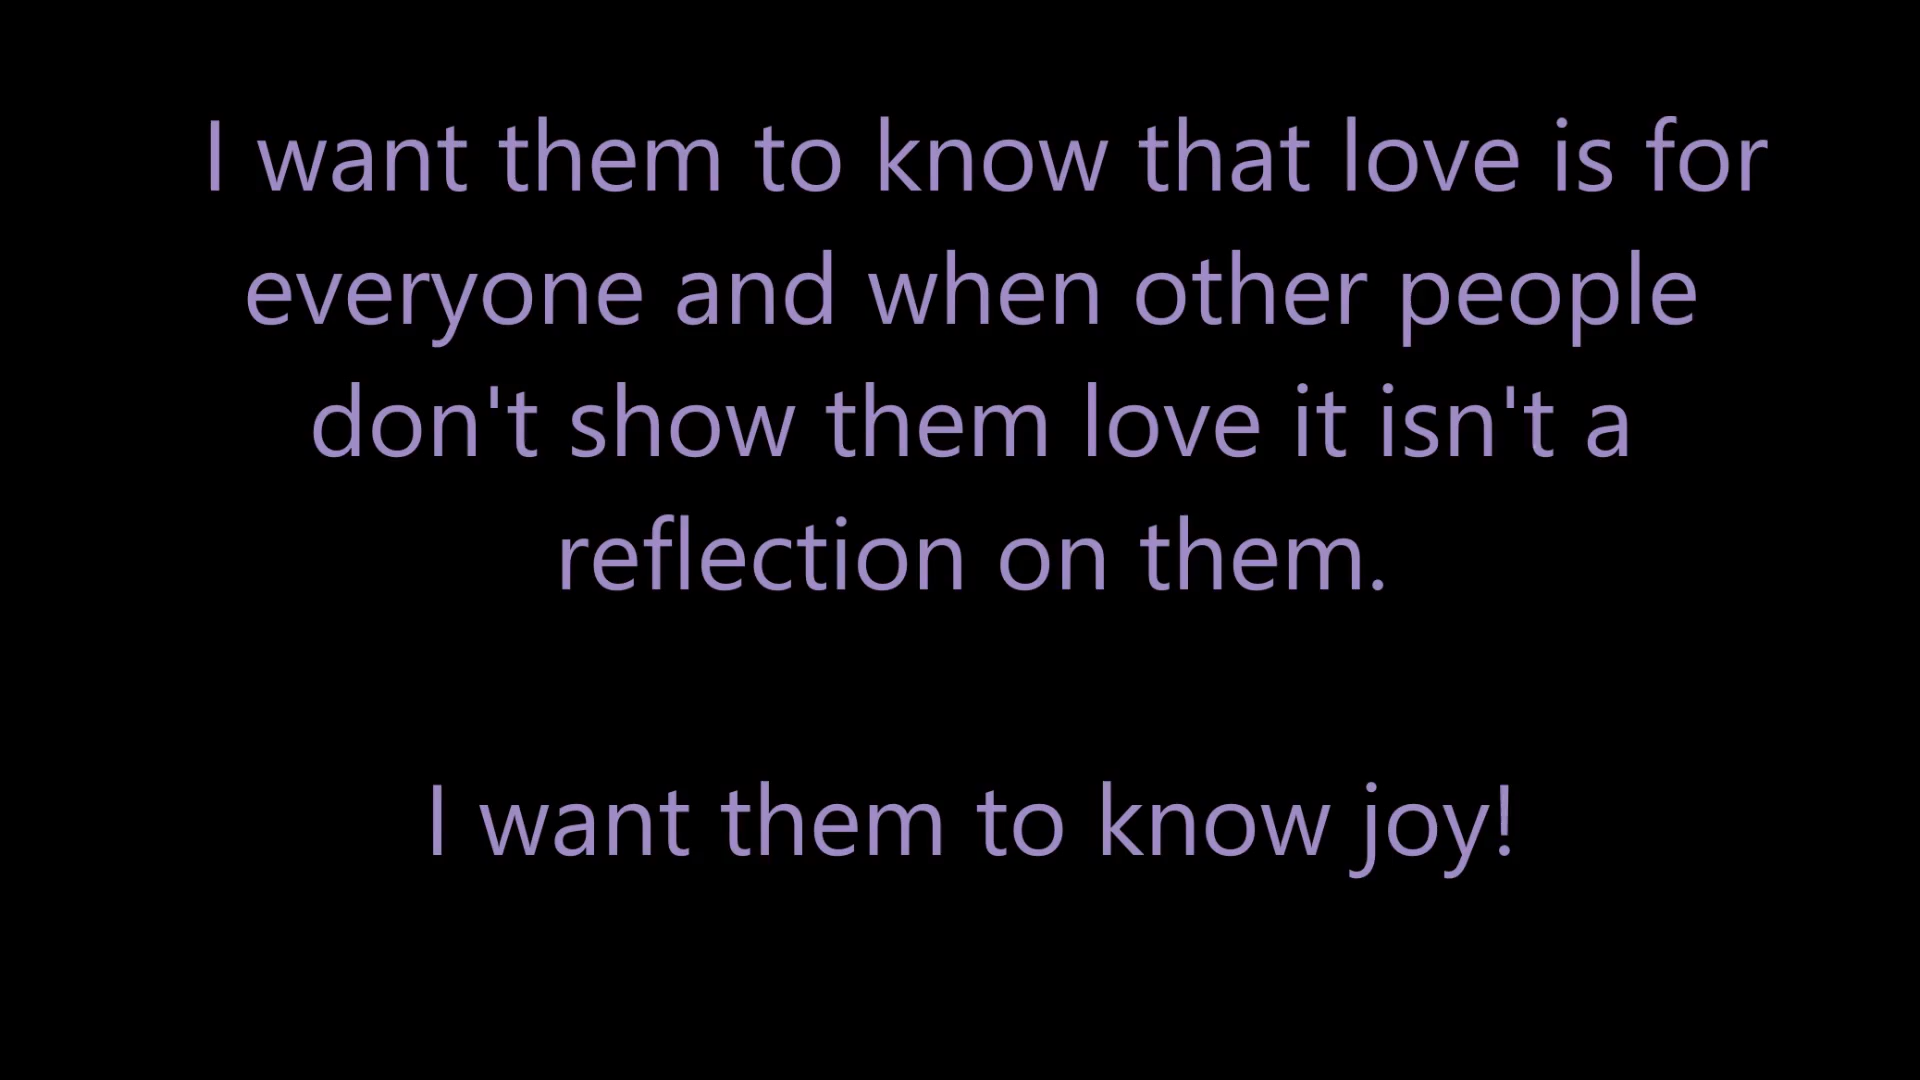 I want them to know that love is for
everyone and when other people
don't show them love it isn't a
reflection on them.
I want them to know joy!